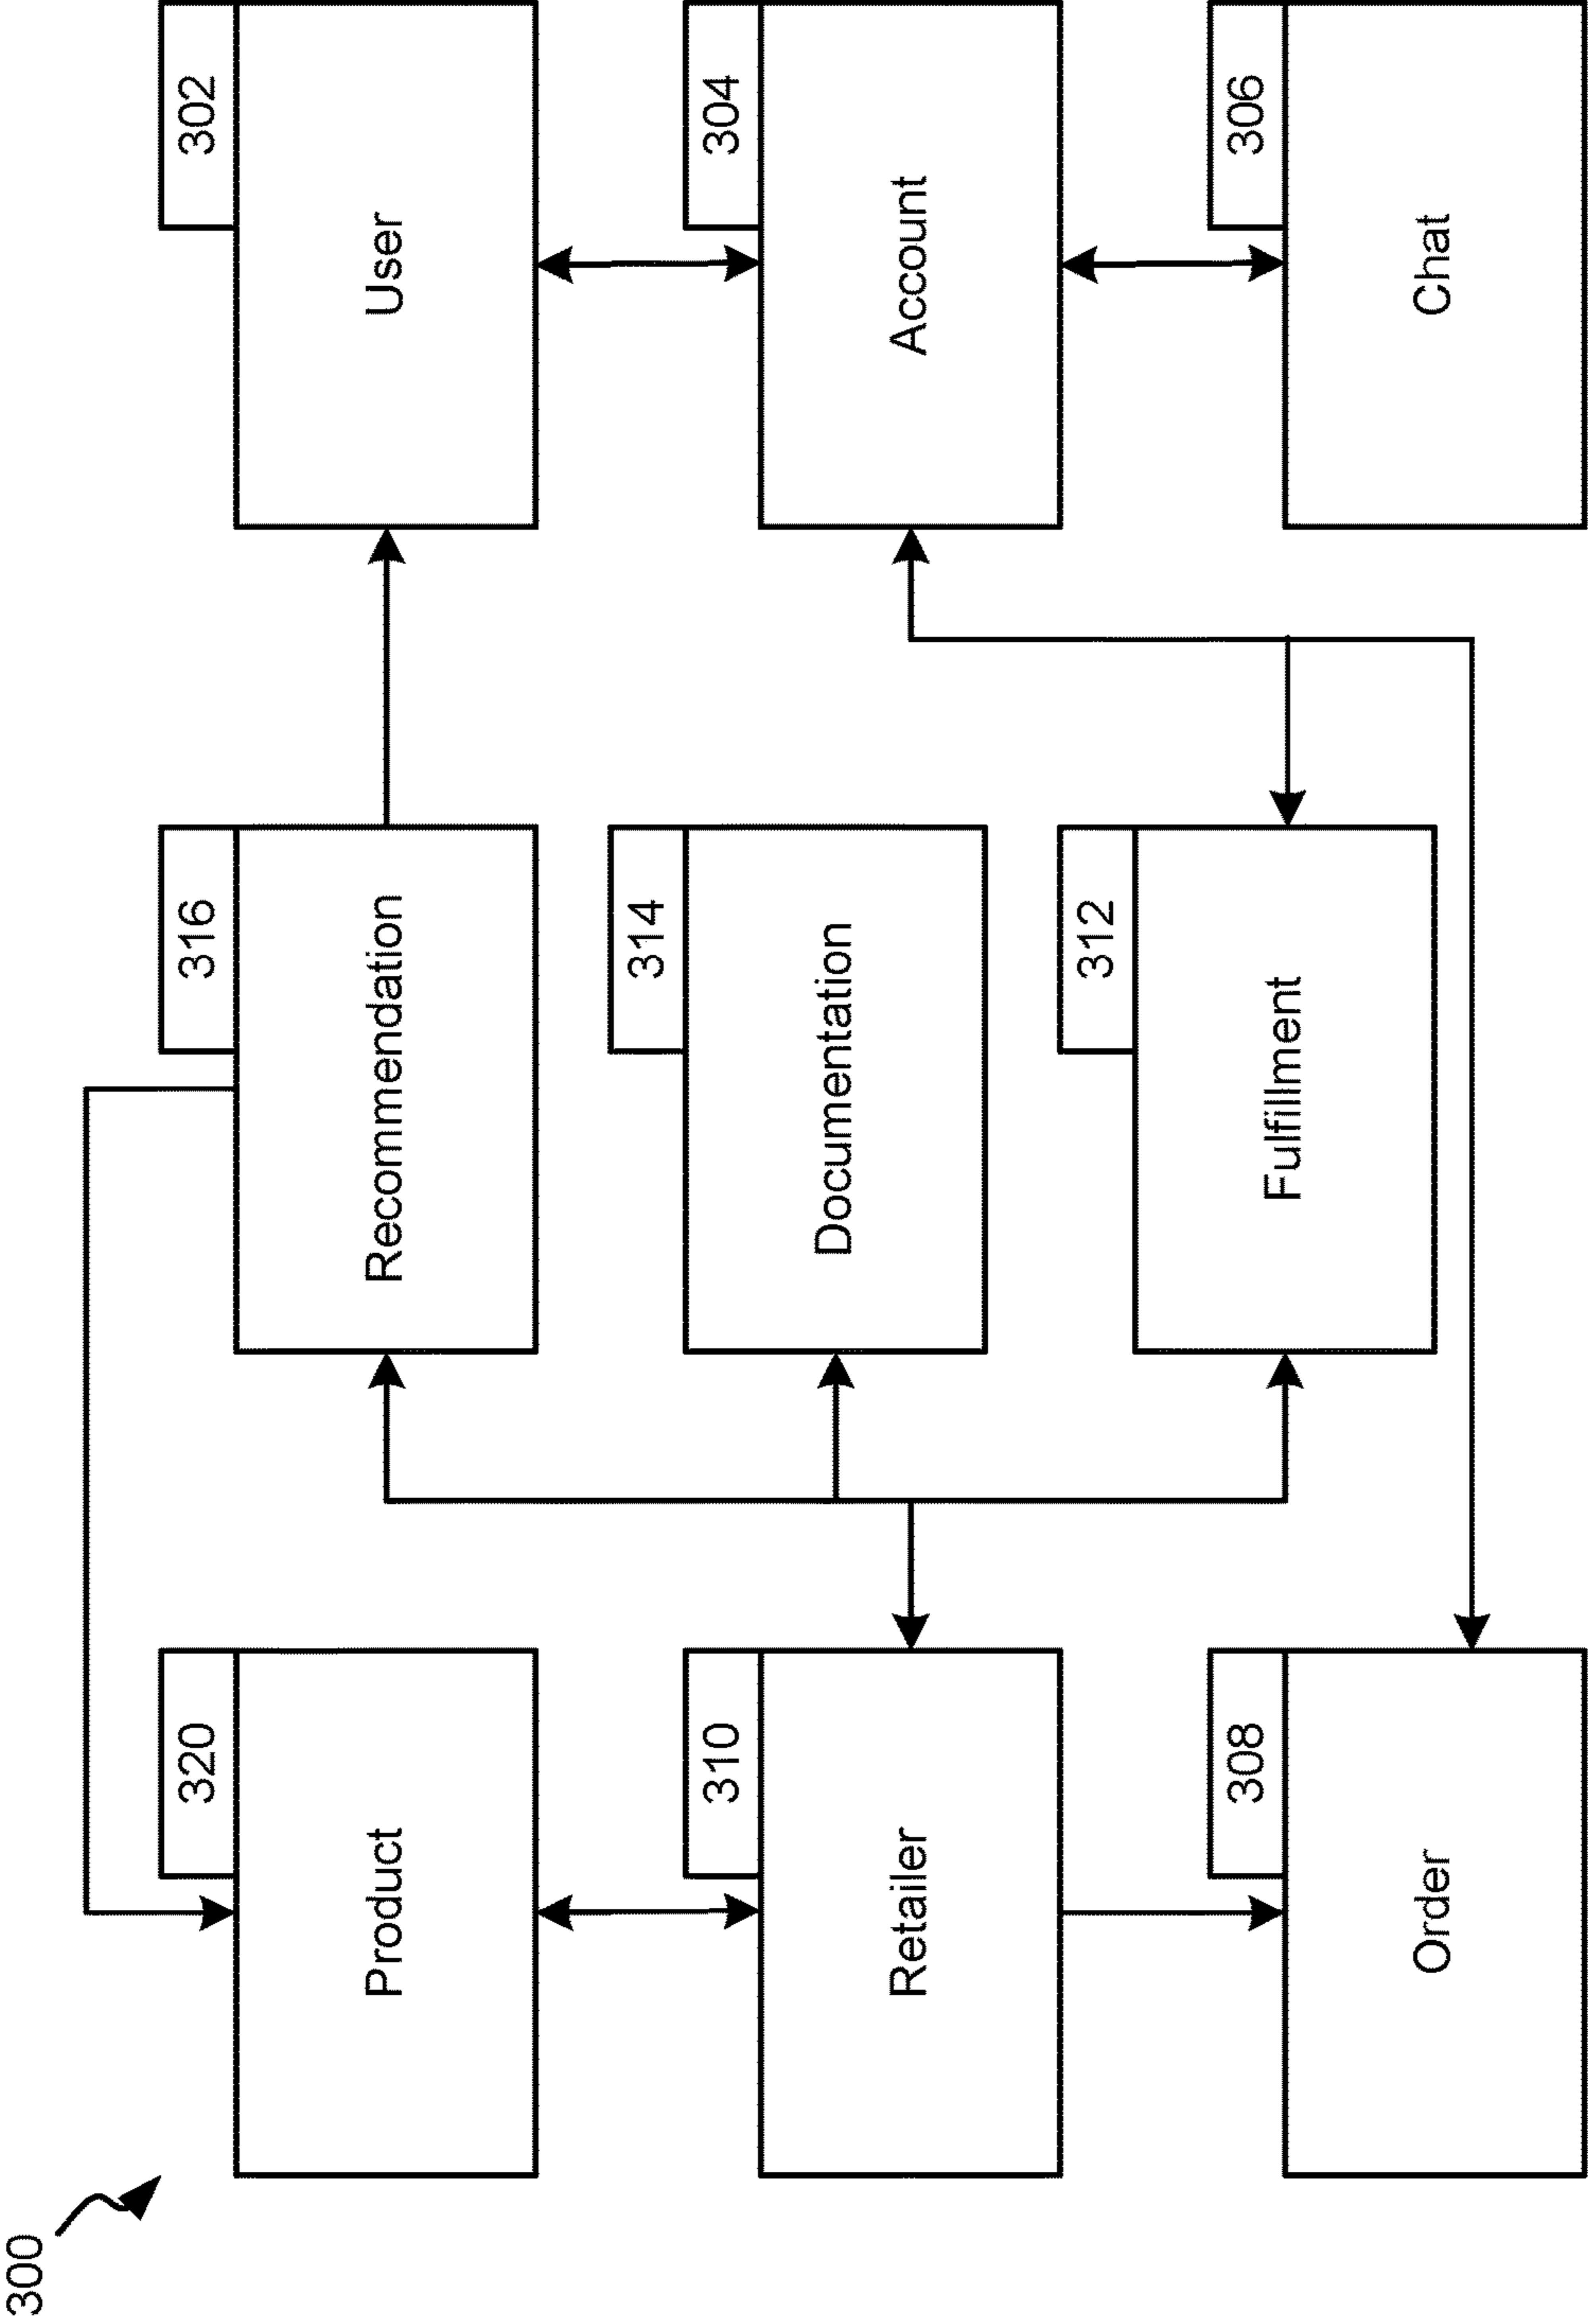 300
320
Product
316
Recommendation
302
User
310
Retailer
314
Documentation
304
Account
308
Order
312
Fulfillment
306
Chat